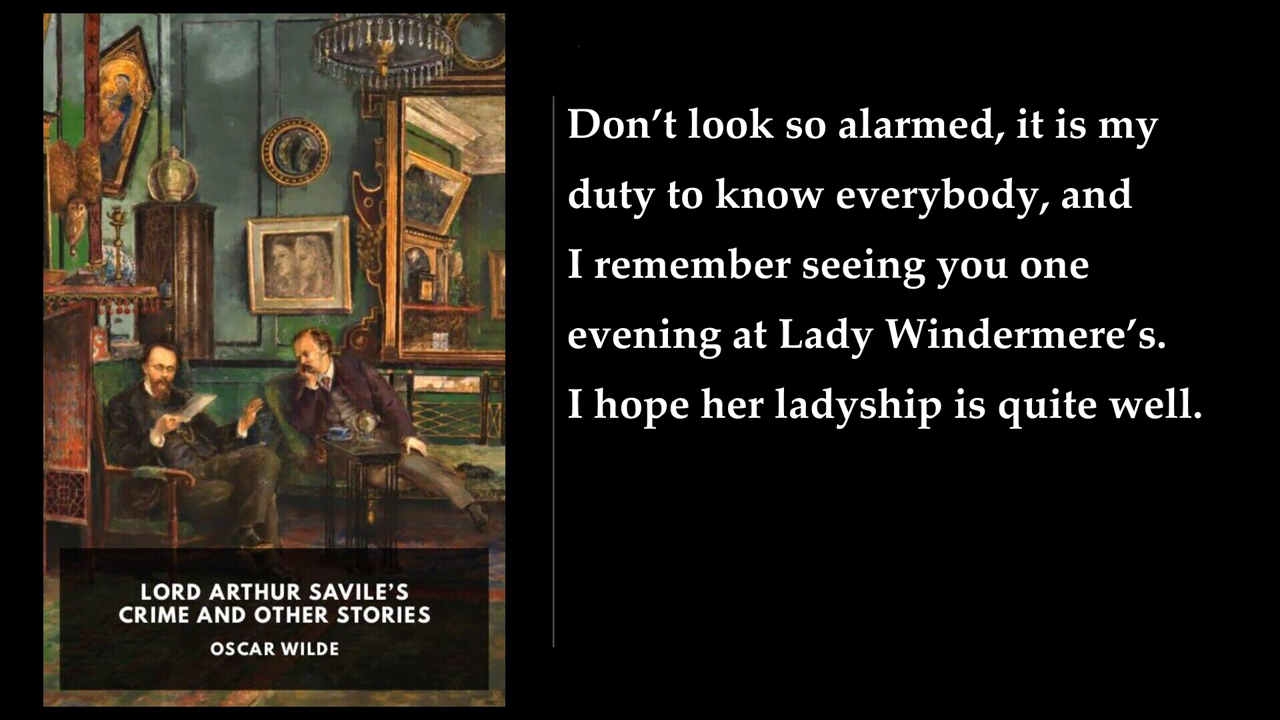 Don’t look so alarmed, it is my
duty to know everybody, and
I remember seeing you one
evening at Lady Windermere’s.
I hope her ladyship is quite well.
LORD ARTHUR SAVILE’S
CRIME AND OTHER STORIES
OSCAR WILDE